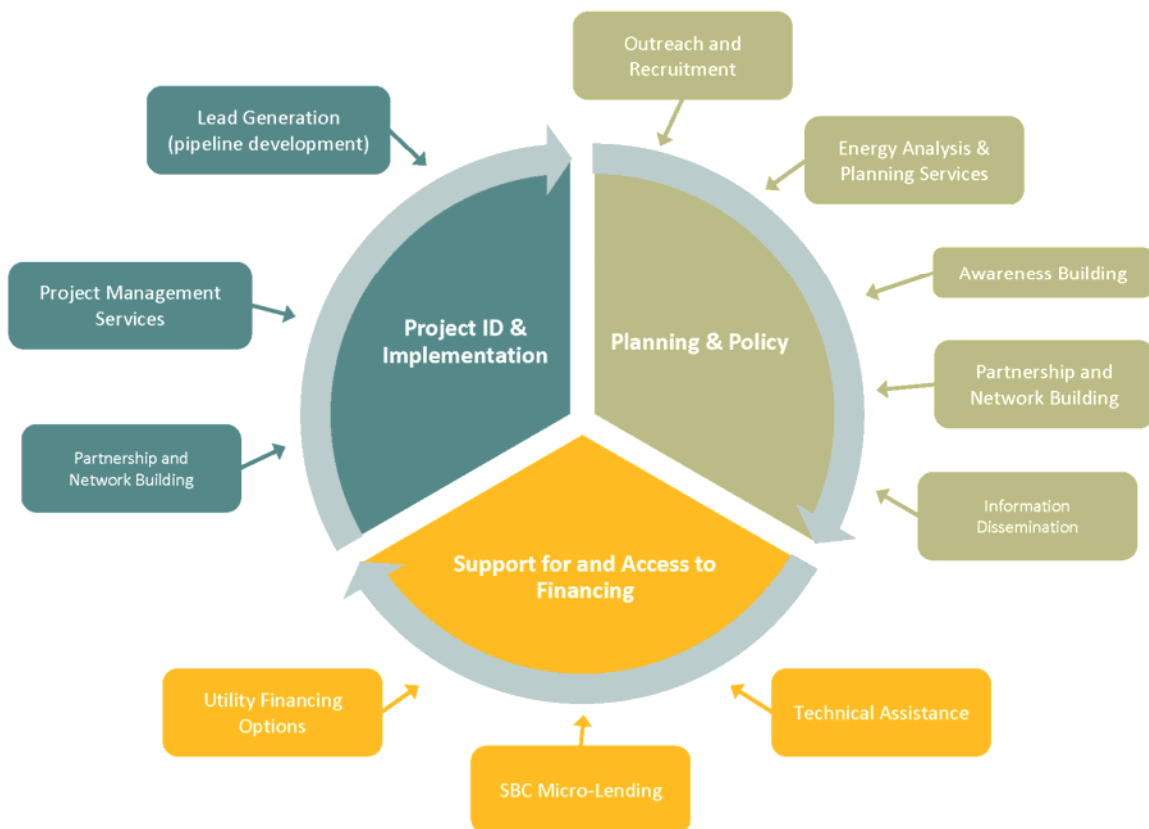 Outreach and
Recruitment
Lead Generation
(pipeline development)
Energy Analysis &
Planning Services
Awareness Building
Project Management
Services
Project ID &
Implementation
Planning & Policy
Partnership and
Network Building
Partnership and
Network Building
Information
Dissemination
Support for and Access to
Financing
Utility Financing
Options
Technical Assistance
SBC Micro-Lending